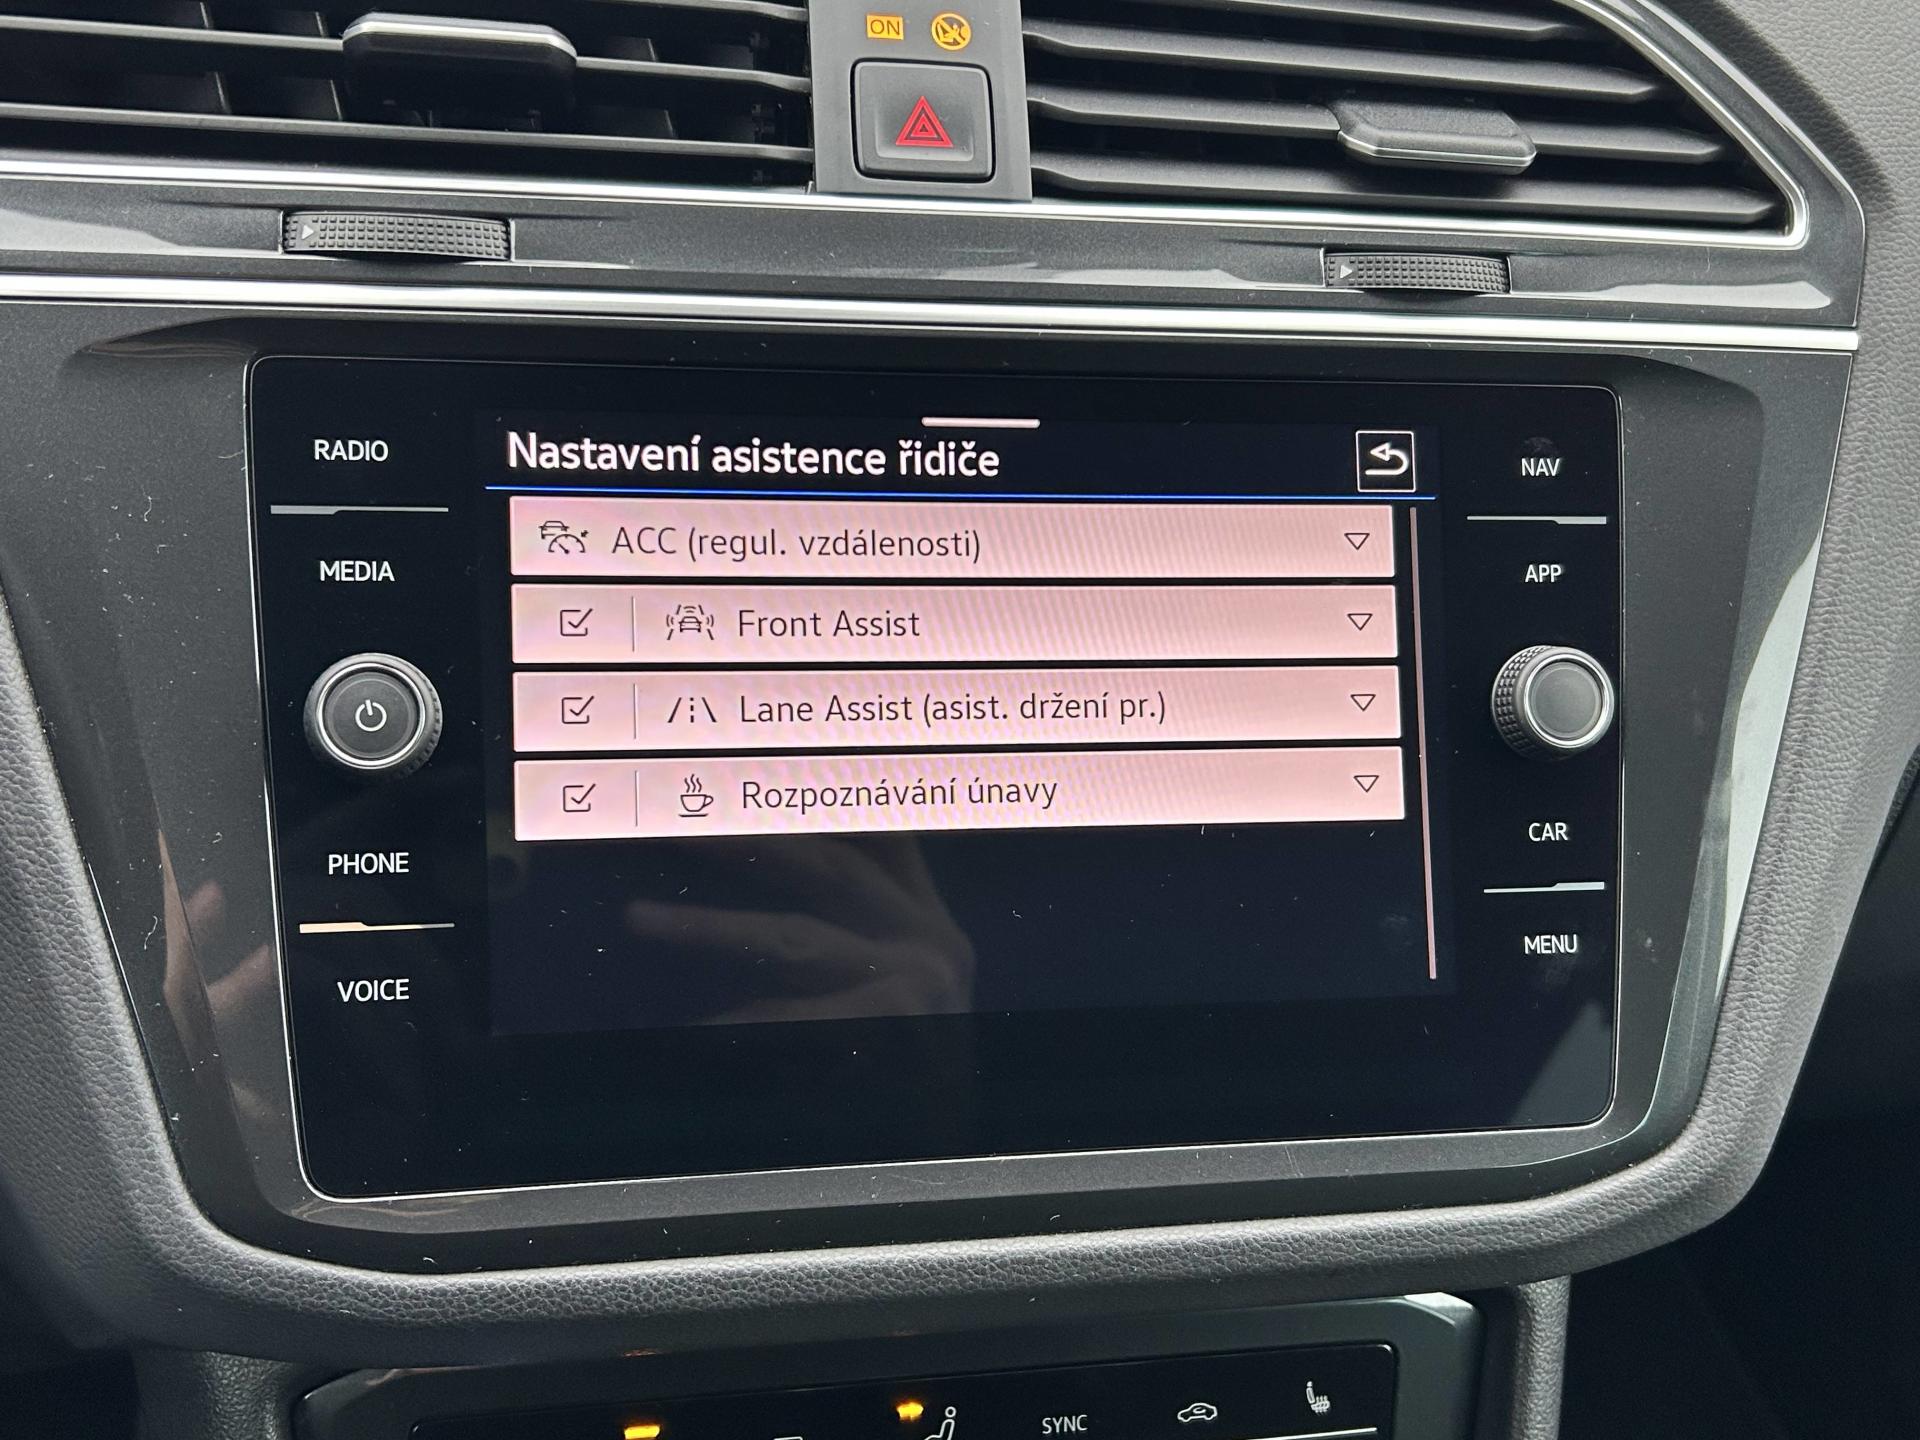 ON
RADIO
MEDIA
PHONE
VOICE
Nastavení asistence řidiče
ACC (regul. vzdálenosti)
Front Assist
Lane Assist (asist. držení pr.)
Rozpoznávání únavy
NAV
APP
CAR
MENU
SYNC